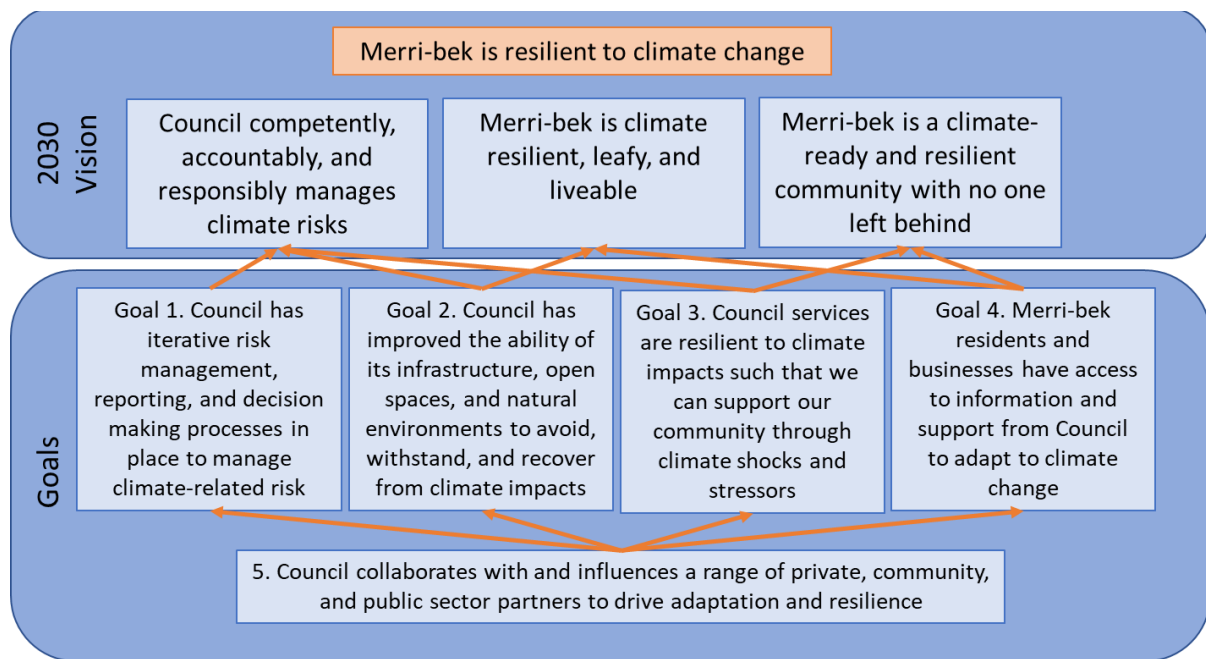 Merri-bek is resilient to climate change
2030
Vision
Council competently,
accountably, and
responsibly manages
climate risks
Merri-bek is climate
resilient, leafy, and
liveable
Merri-bek is a climate-
ready and resilient
community with no one
left behind
Goals
Goal 1. Council has
iterative risk
management,
reporting, and decision
making processes in
place to manage
climate-related risk
Goal 2. Council has
improved the ability of
its infrastructure, open
spaces, and natural
environments to avoid,
withstand, and recover
from climate impacts
Goal 3. Council services
are resilient to climate
impacts such that we
can support our
community through
climate shocks and
stressors
Goal 4. Merri-bek
residents and
businesses have access
to information and
support from Council
to adapt to climate
change
5. Council collaborates with and influences a range of private, community,
and public sector partners to drive adaptation and resilience